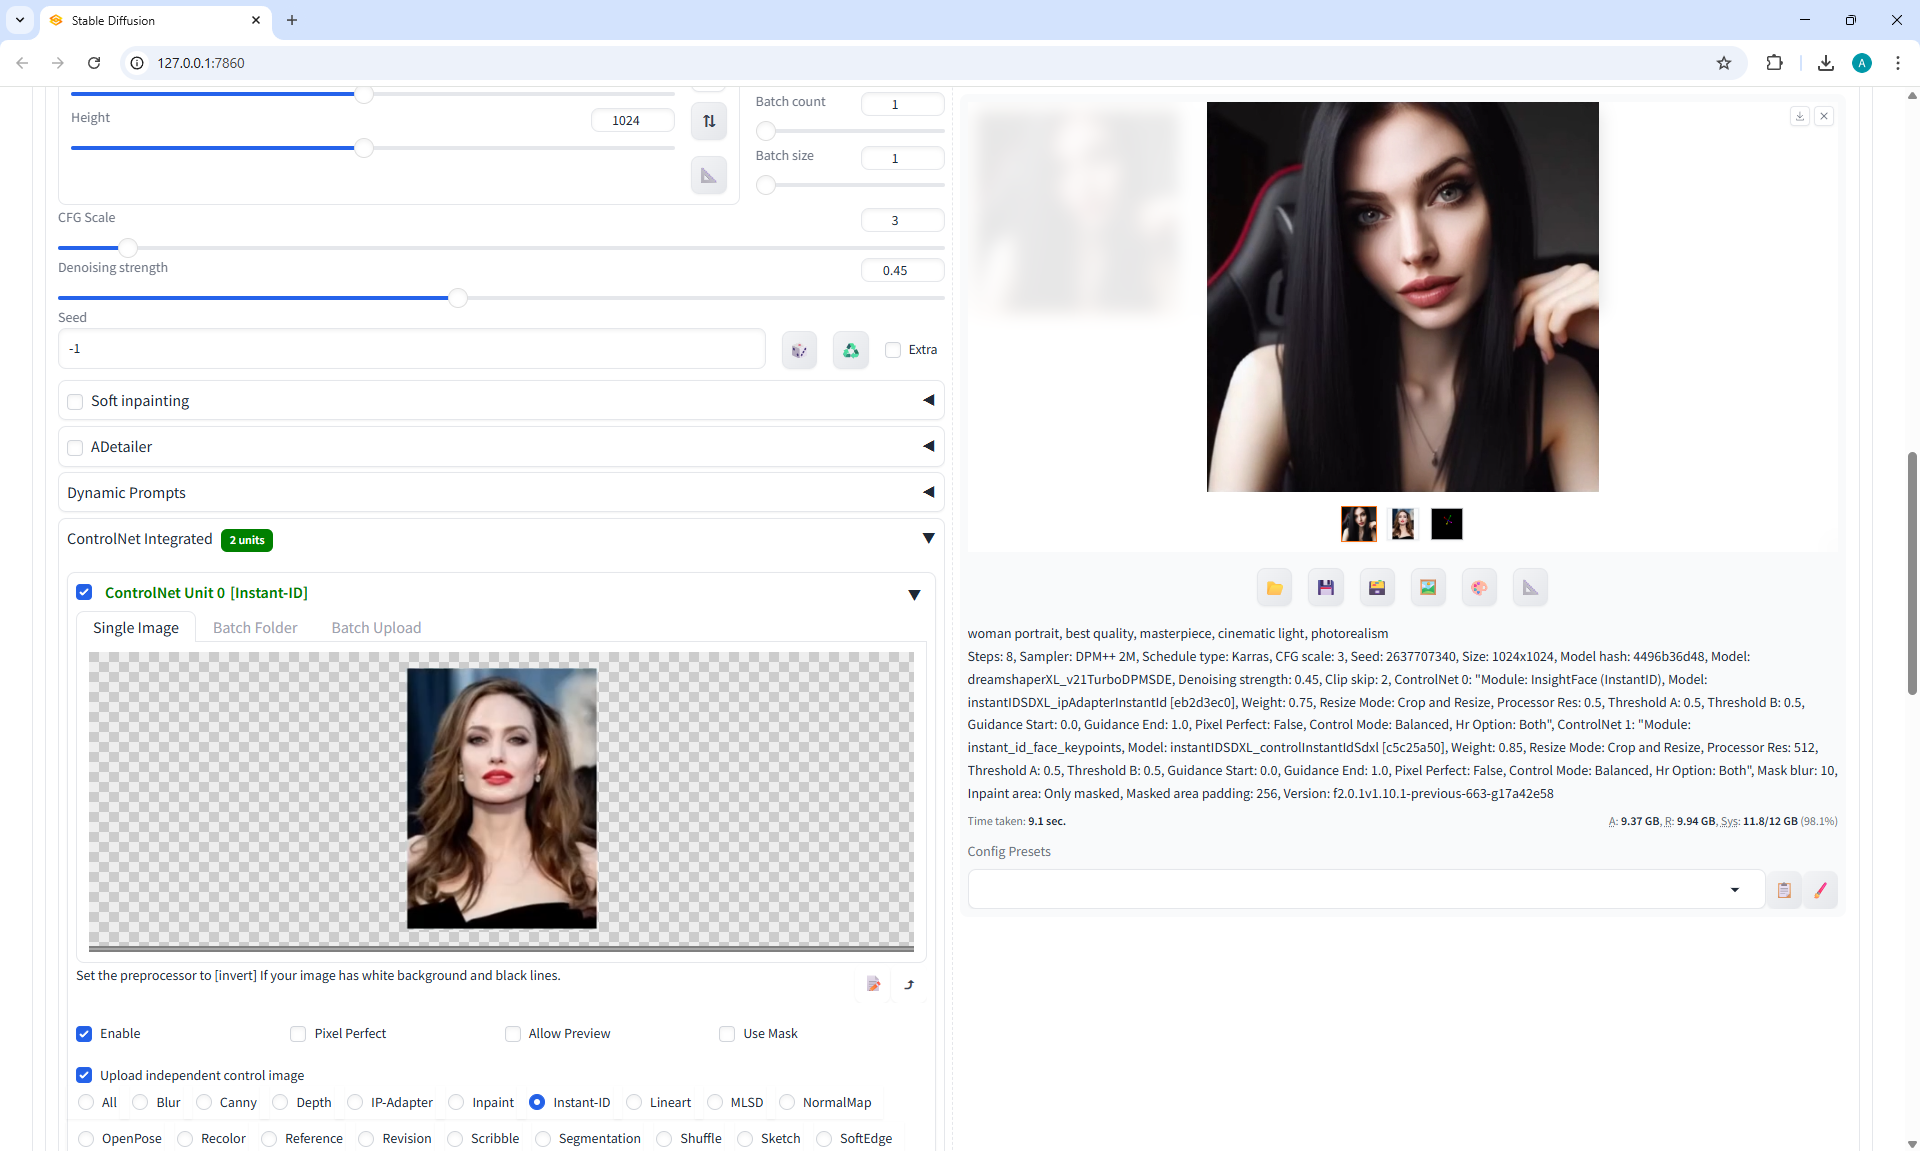 Stable Diffusion
127.0.0.1:7860
A
Height
1024
Batch count
1
Batch size
1
CFG Scale
3
Denoising strength
0.45
Seed
-1
Extra
Soft inpainting
ADetailer
Dynamic Prompts
ControlNet Integrated 2 units
ControlNet Unit 0 [Instant-ID]
Single Image Batch Folder Batch Upload
Set the preprocessor to [invert] If your image has white background and black lines.
Enable Pixel Perfect Allow Preview Use Mask
Upload independent control image
All Blur Canny Depth IP-Adapter Inpaint Instant-ID Lineart MLSD NormalMap
OpenPose Recolor Reference Revision Scribble Segmentation Shuffle Sketch SoftEdge
woman portrait, best quality, masterpiece, cinematic light, photorealism
Steps: 8, Sampler: DPM++ 2M, Schedule type: Karras, CFG scale: 3, Seed: 2637707340, Size: 1024x1024, Model hash: 4496b36d48, Model:
dreamshaperXL_v21TurboDPMSDE, Denoising strength: 0.45, Clip skip: 2, ControlNet 0: "Module: InsightFace (InstantID), Model:
instantIDSDXL_ipAdapterInstantId [eb2d3ec0], Weight: 0.75, Resize Mode: Crop and Resize, Processor Res: 0.5, Threshold A: 0.5, Threshold B: 0.5,
Guidance Start: 0.0, Guidance End: 1.0, Pixel Perfect: False, Control Mode: Balanced, Hr Option: Both", ControlNet 1: "Module:
instant_id_face_keypoints, Model: instantIDSDXL_controlInstantIdSdxl [c5c25a50], Weight: 0.85, Resize Mode: Crop and Resize, Processor Res: 512,
Threshold A: 0.5, Threshold B: 0.5, Guidance Start: 0.0, Guidance End: 1.0, Pixel Perfect: False, Control Mode: Balanced, Hr Option: Both", Mask blur: 10,
Inpaint area: Only masked, Masked area padding: 256, Version: f2.0.1v1.10.1-previous-663-g17a42e58
Time taken: 9.1 sec.
A: 9.37 GB, R: 9.94 GB, Sys: 11.8/12 GB (98.1%)
Config Presets